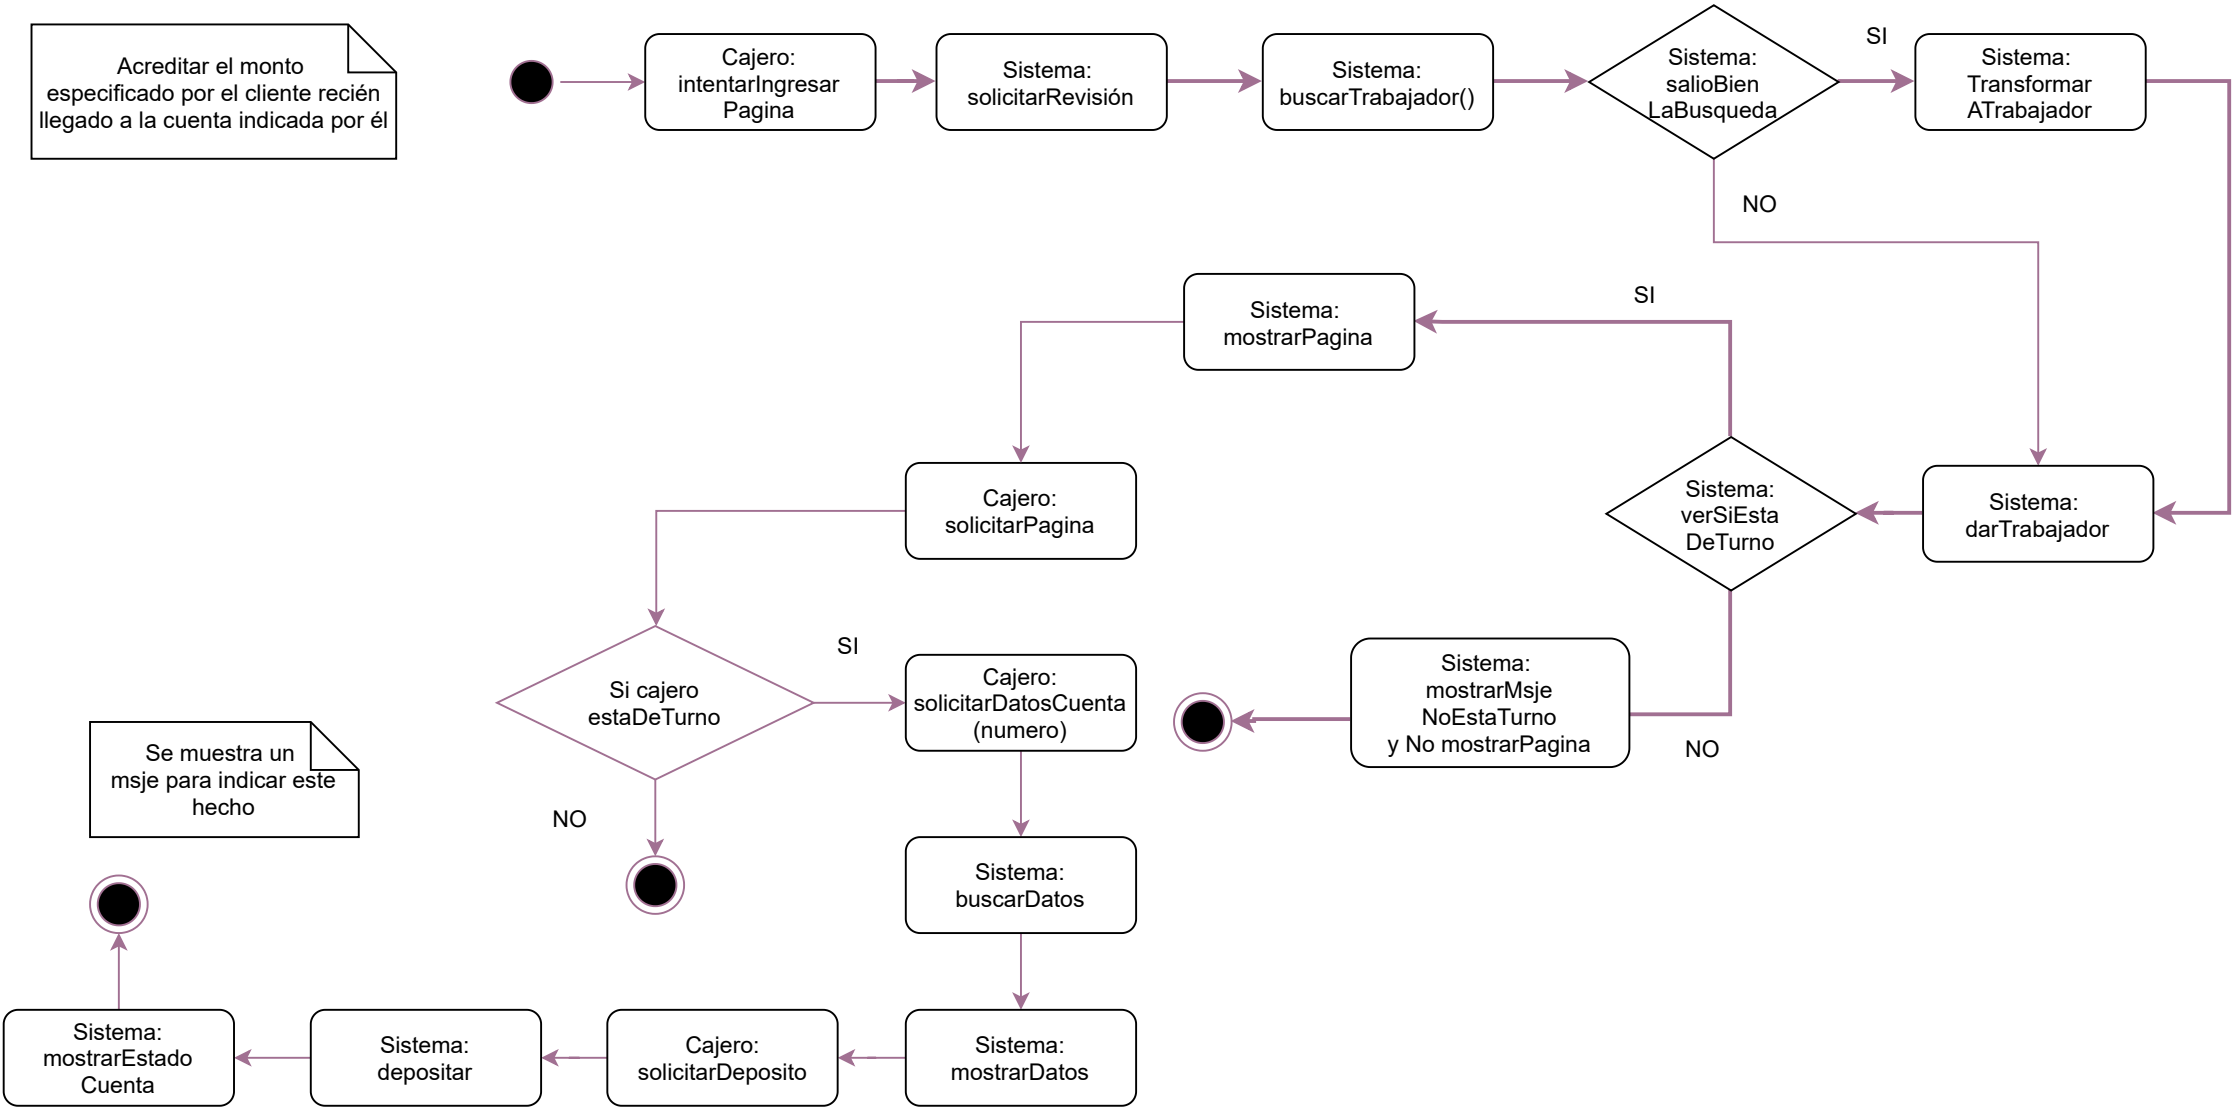 Acreditar el monto
especificado por el cliente recién
llegado a la cuenta indicada por él
Cajero:
intentarIngresar
Pagina
Sistema:
solicitarRevisión
Sistema:
buscarTrabajador()
Sistema:
salioBien
LaBusqueda
SI
Sistema:
Transformar
ATrabajador
NO
Sistema:
mostrarPagina
SI
Cajero:
solicitarPagina
Sistema:
verSiEsta
DeTurno
Sistema:
darTrabajador
Si cajero
estaDeTurno
SI
Cajero:
solicitarDatosCuenta
(numero)
Sistema:
mostrarMsje
NoEstaTurno
y No mostrarPagina
NO
Se muestra un
msje para indicar este
hecho
NO
Sistema:
buscarDatos
Sistema:
mostrarEstado
Cuenta
Sistema:
depositar
Cajero:
solicitarDeposito
Sistema:
mostrarDatos